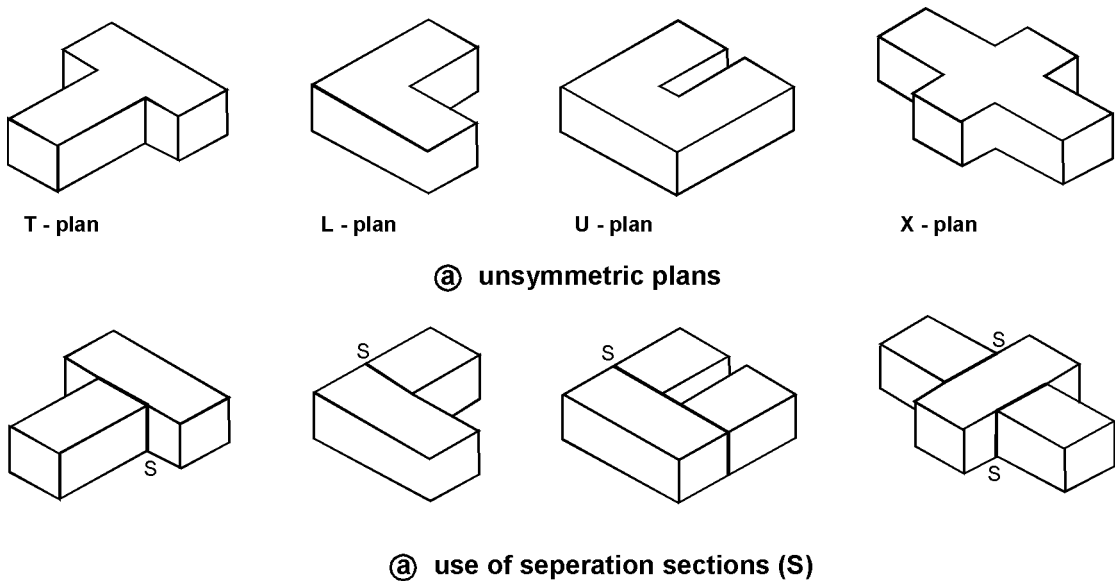 T - plan
L - plan
U - plan
X - plan
ⓐ unsymmetric plans
S
S
S
S
S
ⓐ use of seperation sections (S)